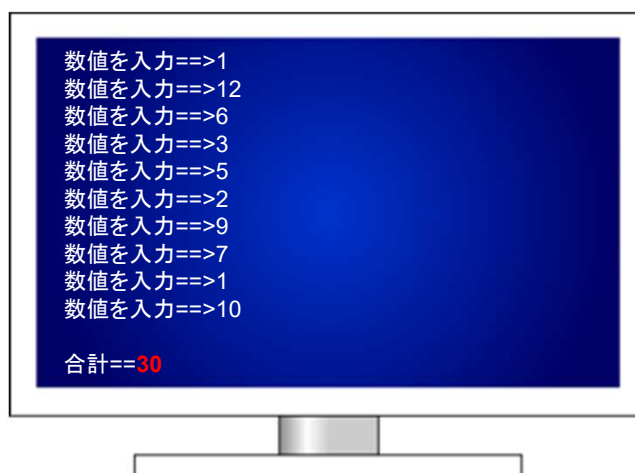 数値を入力==>1
数値を入力==>12
数値を入力==>6
数値を入力==>3
数値を入力==>5
数値を入力==>2
数値を入力==>9
数値を入力==>7
数値を入力==>1
数値を入力==>10
合計==30